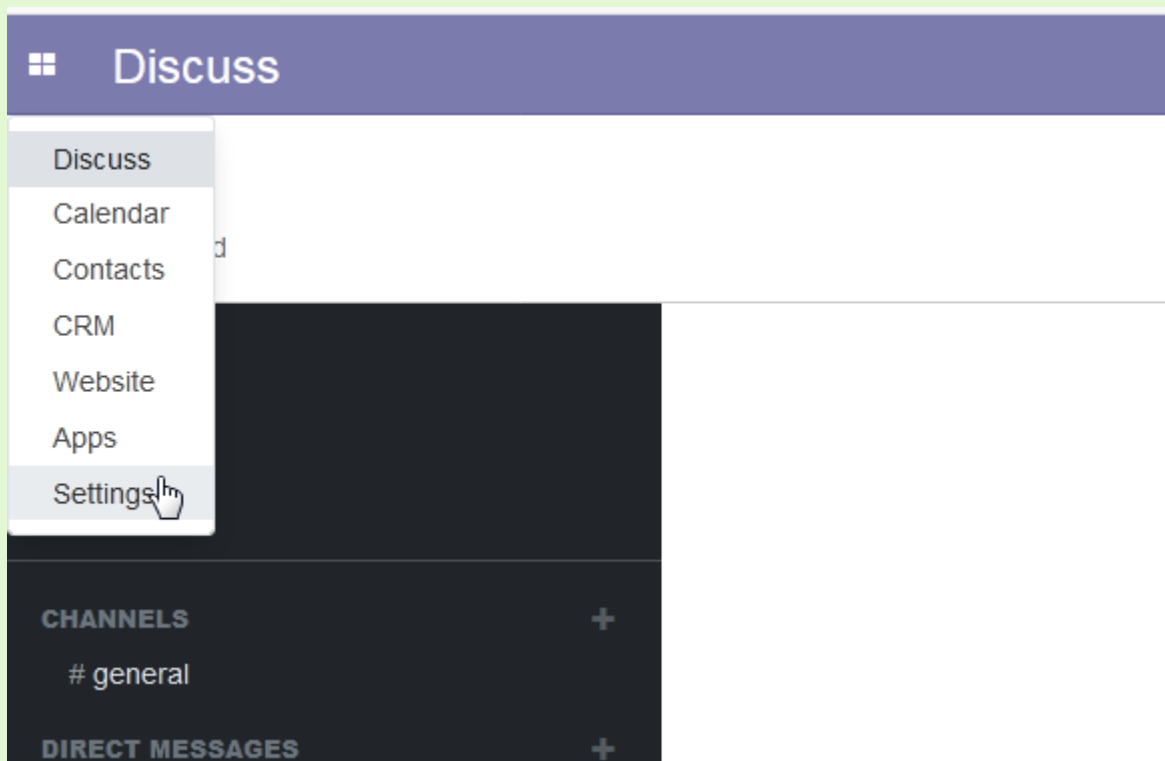 Discuss
Discuss
Calendar
Contacts
CRM
Website
Apps
Settings
CHANNELS +
# general
DIRECT MESSAGES +